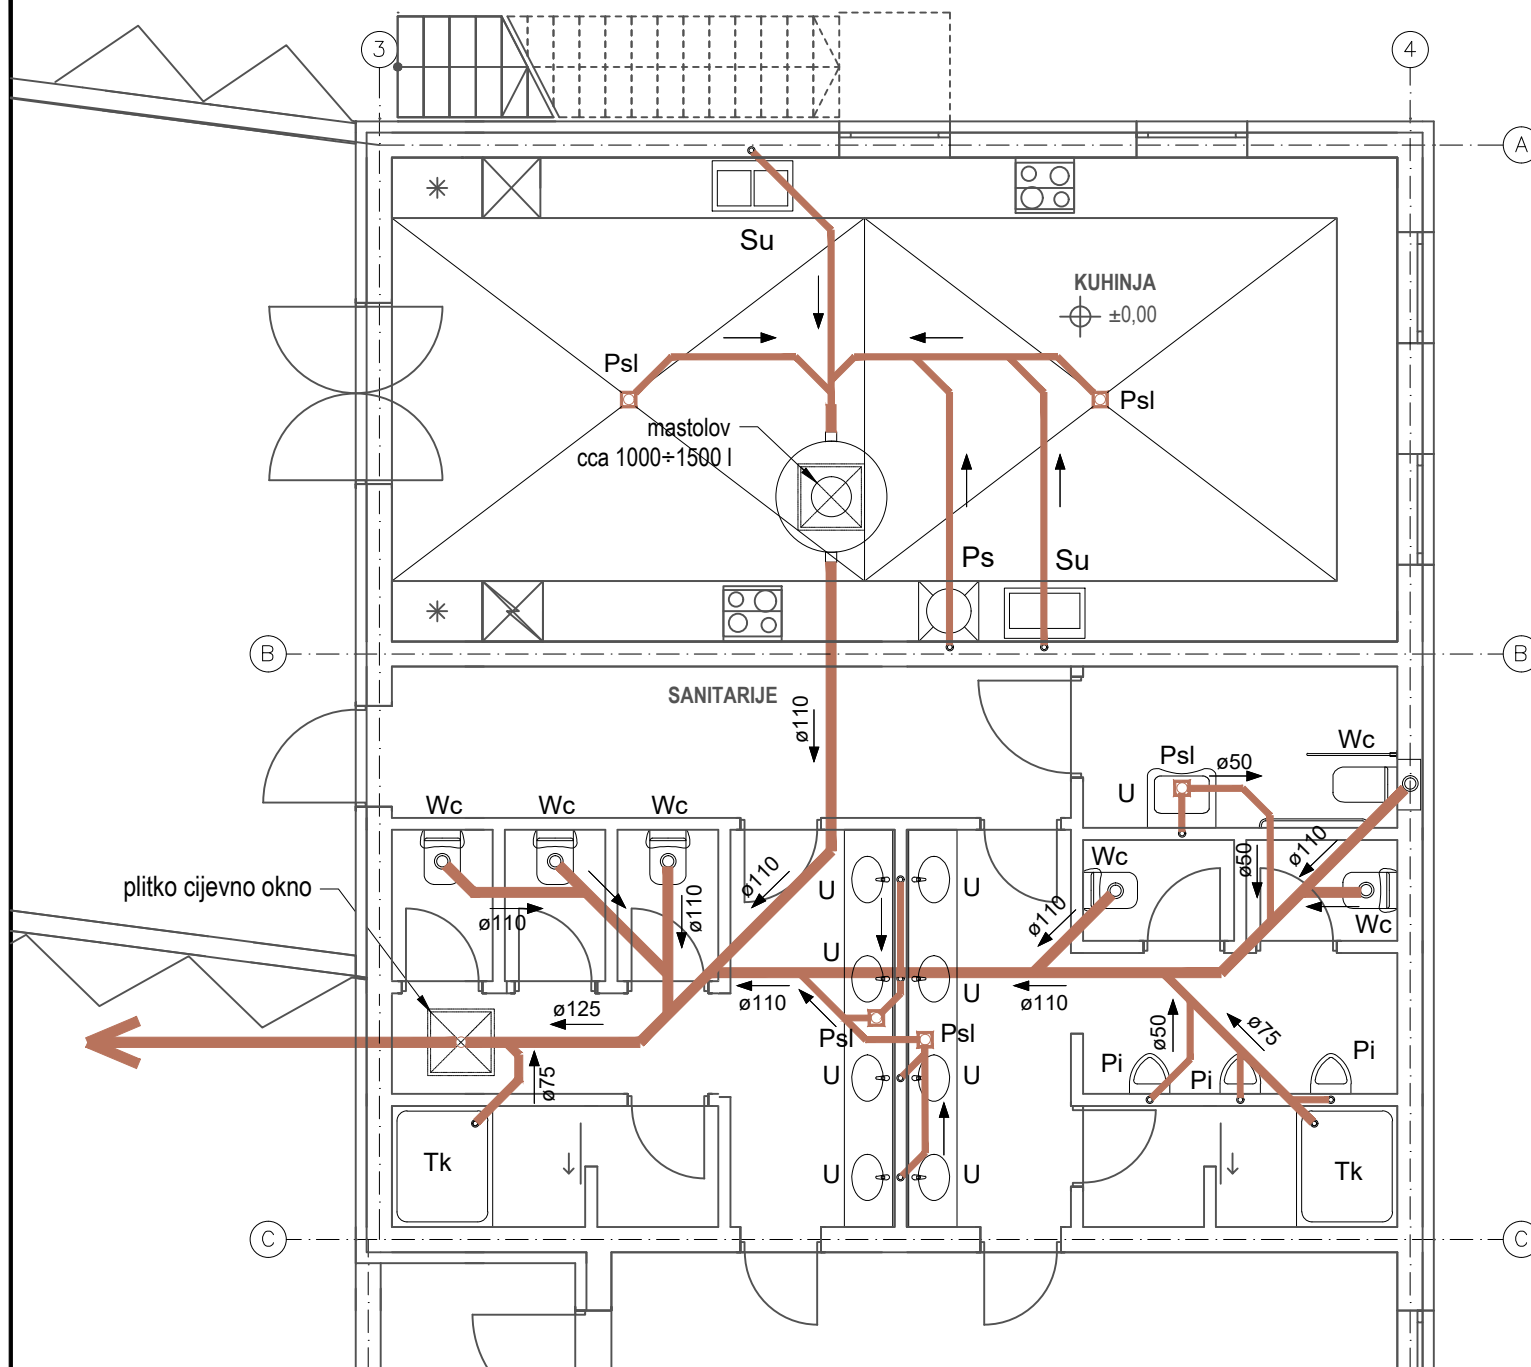 3
4
A
Su
KUHINJA
±0,00
Psl
Psl
mastolov
cca 1000÷1500 l
Ps
Su
B
B
SANITARIJE
ø110
Wc
Psl
ø50
U
Wc
Wc
Wc
ø110
ø50
Wc
plitko cijevno okno
ø110
U
U
ø110
ø110
ø110
Wc
U
U
ø125
ø110
ø110
Psl
Psl
ø50
ø75
ø75
U
U
Pi
Pi
Pi
Tk
U
U
Tk
C
C